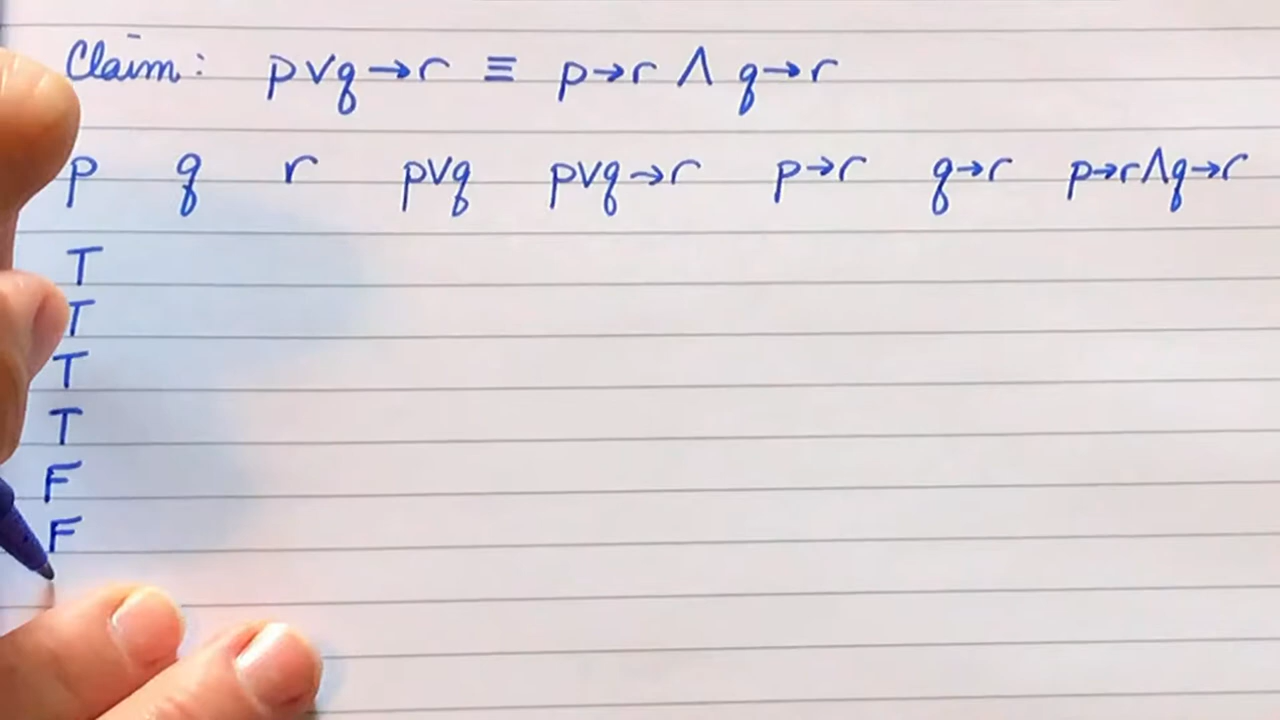 Claim: p∨q→r ≡ p→r ∧ q→r
p q r p∨q p∨q→r p→r q→r p→r∧q→r
T
T
T
T
F
F